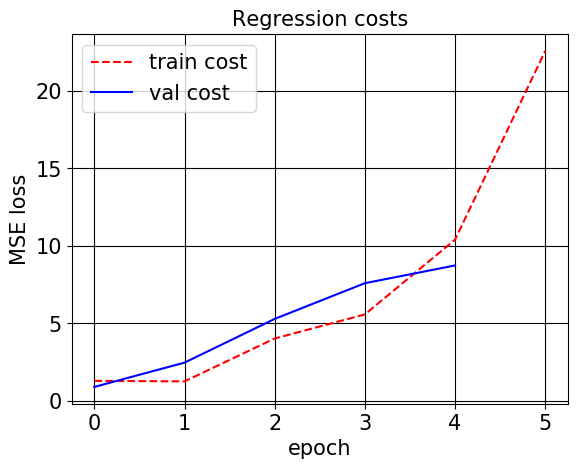 Regression costs
train cost
val cost
MSE loss
20
15
10
5
0
0 1 2 3 4 5
epoch